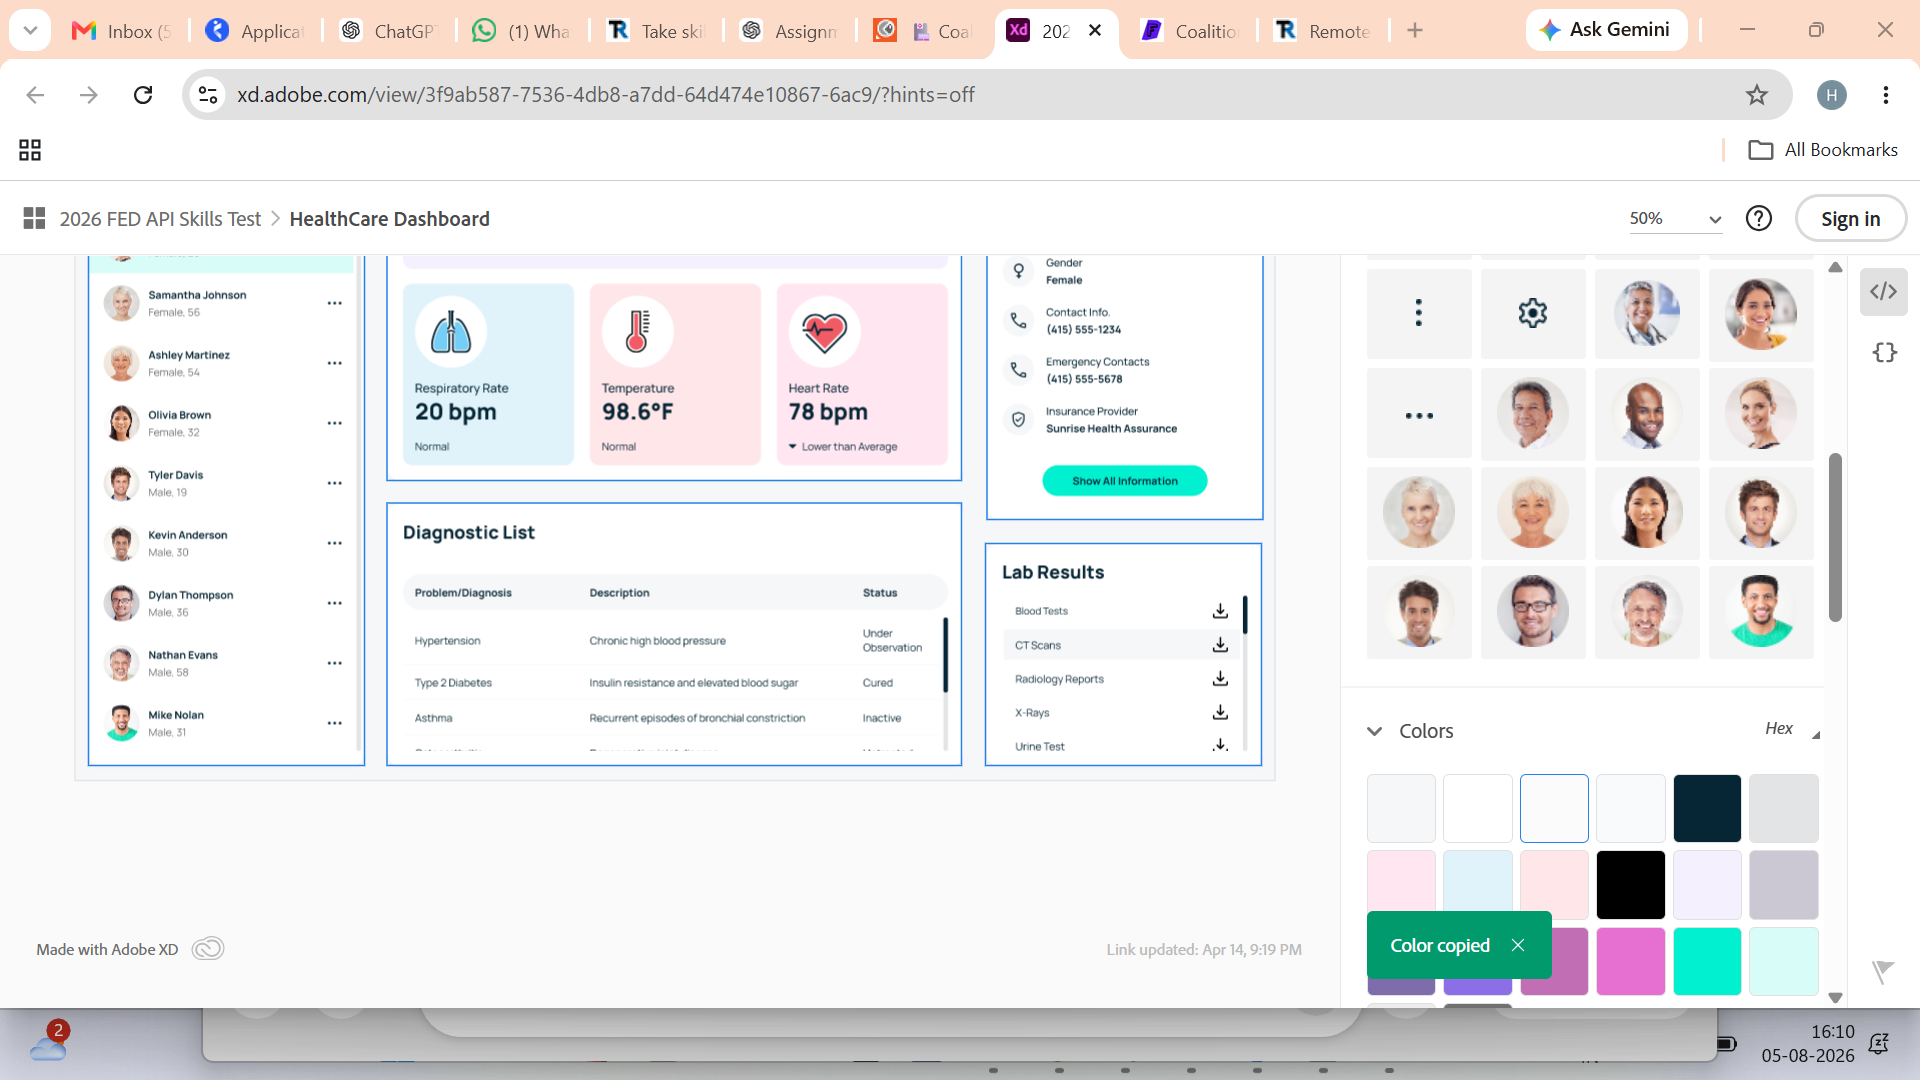 Inbox (5
Applicat
ChatGP
(1) Wha
Take ski
Assignm
Coal
Xd
202
Coalitio
Remote
Ask Gemini
xd.adobe.com/view/3f9ab587-7536-4db8-a7dd-64d474e10867-6ac9/?hints=off
H
All Bookmarks
2026 FED API Skills Test
HealthCare Dashboard
50%
Sign in
Samantha Johnson
Female, 56
Ashley Martinez
Female, 54
Olivia Brown
Female, 32
Tyler Davis
Male, 19
Kevin Anderson
Male, 30
Dylan Thompson
Male, 36
Nathan Evans
Male, 58
Mike Nolan
Male, 31
Respiratory Rate
20 bpm
Normal
Temperature
98.6°F
Normal
Heart Rate
78 bpm
Lower than Average
Diagnostic List
Problem/Diagnosis Description Status
Hypertension Chronic high blood pressure Under Observation
Type 2 Diabetes Insulin resistance and elevated blood sugar Cured
Asthma Recurrent episodes of bronchial constriction Inactive
Gender
Female
Contact Info.
(415) 555-1234
Emergency Contacts
(415) 555-5678
Insurance Provider
Sunrise Health Assurance
Show All Information
Lab Results
Blood Tests
CT Scans
Radiology Reports
X-Rays
Urine Test
Colors
Hex
Color copied
Made with Adobe XD
Link updated: Apr 14, 9:19 PM
2
16:10
05-08-2026